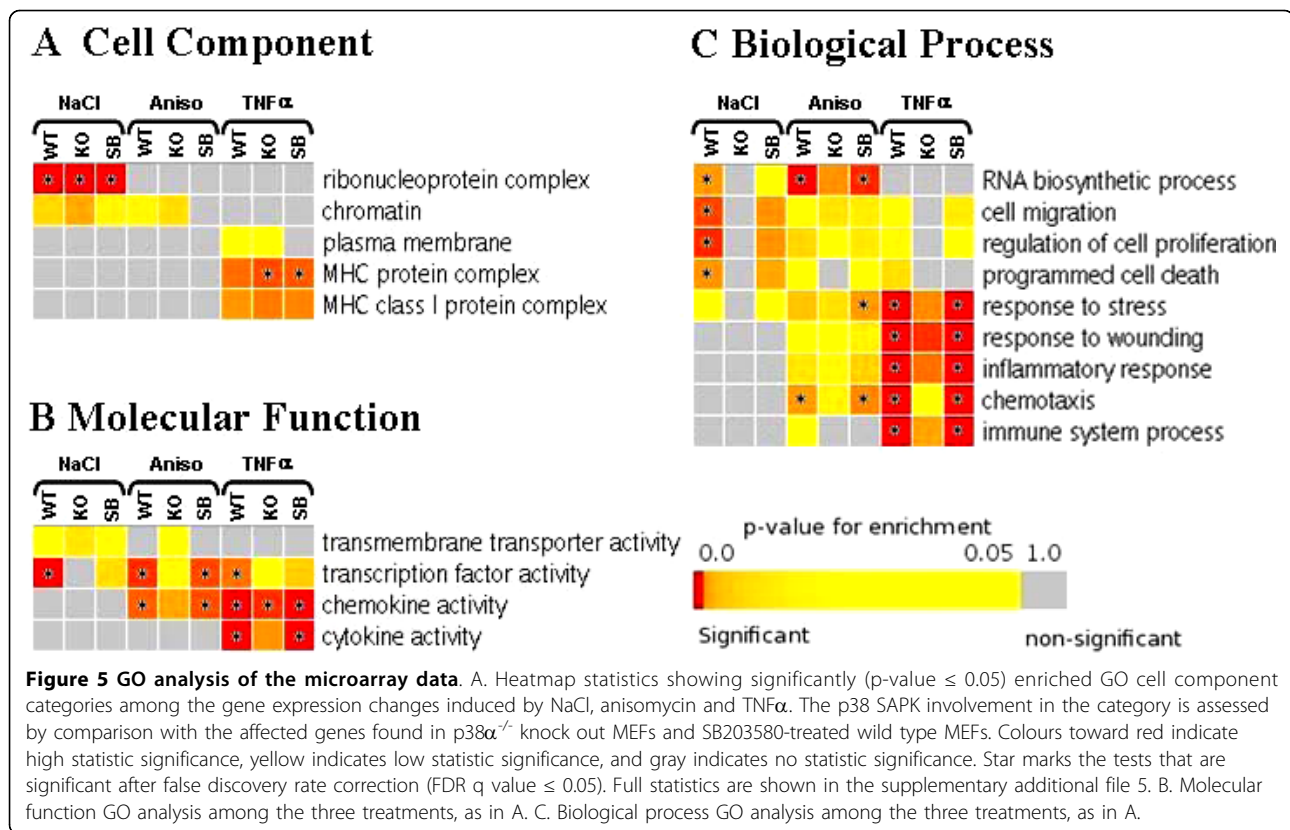 A Cell Component
NaCl Aniso TNFα
WT KO SB WT KO SB WT KO SB
* * * ribonucleoprotein complex
chromatin
plasma membrane
* * MHC protein complex
MHC class I protein complex
B Molecular Function
NaCl Aniso TNFα
WT KO SB WT KO SB WT KO SB
transmembrane transporter activity
* * * * transcription factor activity
* * * * * chemokine activity
* * cytokine activity
C Biological Process
NaCl Aniso TNFα
WT KO SB WT KO SB WT KO SB
* * * RNA biosynthetic process
* cell migration
* regulation of cell proliferation
* programmed cell death
* * * response to stress
* * response to wounding
* * inflammatory response
* * * * chemotaxis
* * immune system process
p-value for enrichment
0.0 0.05 1.0
Significant non-significant
Figure 5 GO analysis of the microarray data. A. Heatmap statistics showing significantly (p-value ≤ 0.05) enriched GO cell component
categories among the gene expression changes induced by NaCl, anisomycin and TNFα. The p38 SAPK involvement in the category is assessed
by comparison with the affected genes found in p38α-/- knock out MEFs and SB203580-treated wild type MEFs. Colours toward red indicate
high statistic significance, yellow indicates low statistic significance, and gray indicates no statistic significance. Star marks the tests that are
significant after false discovery rate correction (FDR q value ≤ 0.05). Full statistics are shown in the supplementary additional file 5. B. Molecular
function GO analysis among the three treatments, as in A. C. Biological process GO analysis among the three treatments, as in A.